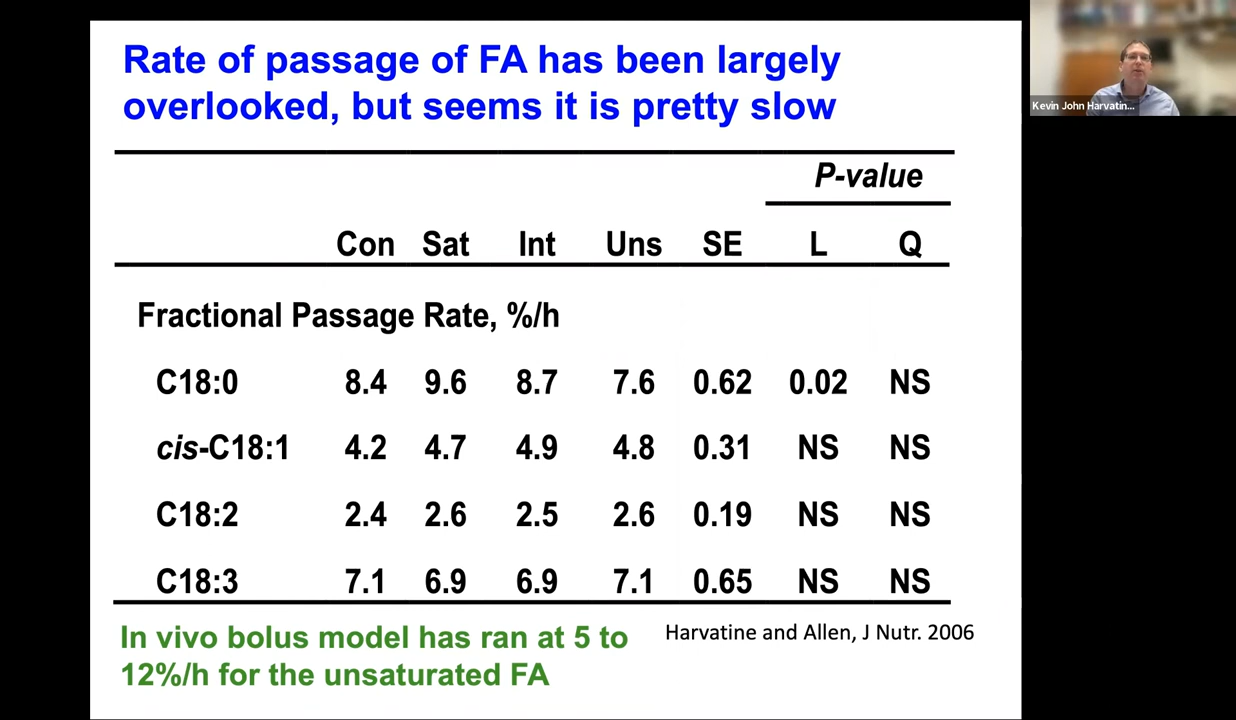 Rate of passage of FA has been largely
overlooked, but seems it is pretty slow
Kevin John Harvatin...
P-value
Con Sat Int Uns SE L Q
Fractional Passage Rate, %/h
C18:0 8.4 9.6 8.7 7.6 0.62 0.02 NS
cis-C18:1 4.2 4.7 4.9 4.8 0.31 NS NS
C18:2 2.4 2.6 2.5 2.6 0.19 NS NS
C18:3 7.1 6.9 6.9 7.1 0.65 NS NS
In vivo bolus model has ran at 5 to
12%/h for the unsaturated FA
Harvatine and Allen, J Nutr. 2006